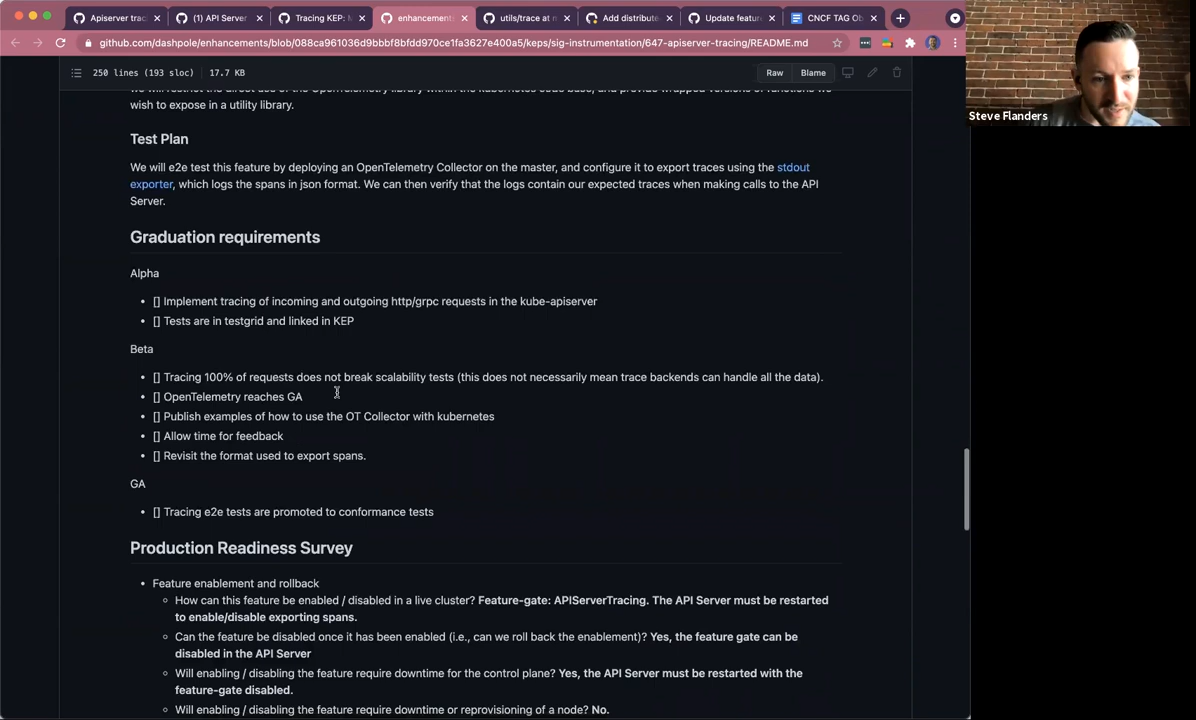 Apiserver trac
(1) API Server
Tracing KEP:
enhancement
utils/trace at m
Add distribute
Update featur
CNCF TAG Ob
github.com/dashpole/enhancements/blob/088ca961036d9bbbf8bfdd970ce1fa3627e400a5/keps/sig-instrumentation/647-apiserver-tracing/README.md
250 lines (193 sloc) 17.7 KB
Raw Blame
we will restrict the direct use of the OpenTelemetry library within the kubernetes code base, and provide wrapped versions of functions we
wish to expose in a utility library.
Test Plan
We will e2e test this feature by deploying an OpenTelemetry Collector on the master, and configure it to export traces using the stdout
exporter, which logs the spans in json format. We can then verify that the logs contain our expected traces when making calls to the API
Server.
Graduation requirements
Alpha
• [] Implement tracing of incoming and outgoing http/grpc requests in the kube-apiserver
• [] Tests are in testgrid and linked in KEP
Beta
• [] Tracing 100% of requests does not break scalability tests (this does not necessarily mean trace backends can handle all the data).
• [] OpenTelemetry reaches GA
• [] Publish examples of how to use the OT Collector with kubernetes
• [] Allow time for feedback
• [] Revisit the format used to export spans.
GA
• [] Tracing e2e tests are promoted to conformance tests
Production Readiness Survey
• Feature enablement and rollback
◦ How can this feature be enabled / disabled in a live cluster? Feature-gate: APIServerTracing. The API Server must be restarted
to enable/disable exporting spans.
◦ Can the feature be disabled once it has been enabled (i.e., can we roll back the enablement)? Yes, the feature gate can be
disabled in the API Server
◦ Will enabling / disabling the feature require downtime for the control plane? Yes, the API Server must be restarted with the
feature-gate disabled.
◦ Will enabling / disabling the feature require downtime or reprovisioning of a node? No.
Steve Flanders